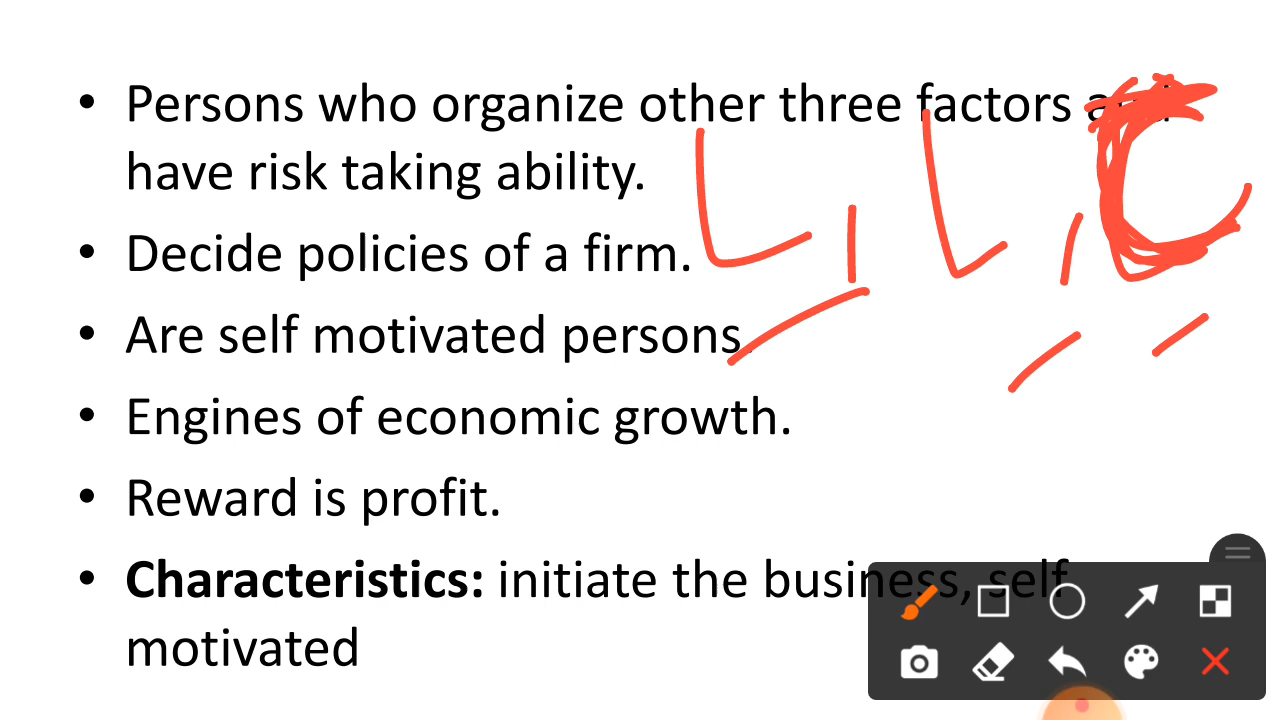 • Persons who organize other three factors and
have risk taking ability.
• Decide policies of a firm.
• Are self motivated persons.
• Engines of economic growth.
• Reward is profit.
• Characteristics: initiate the business, self
motivated
L, L, C